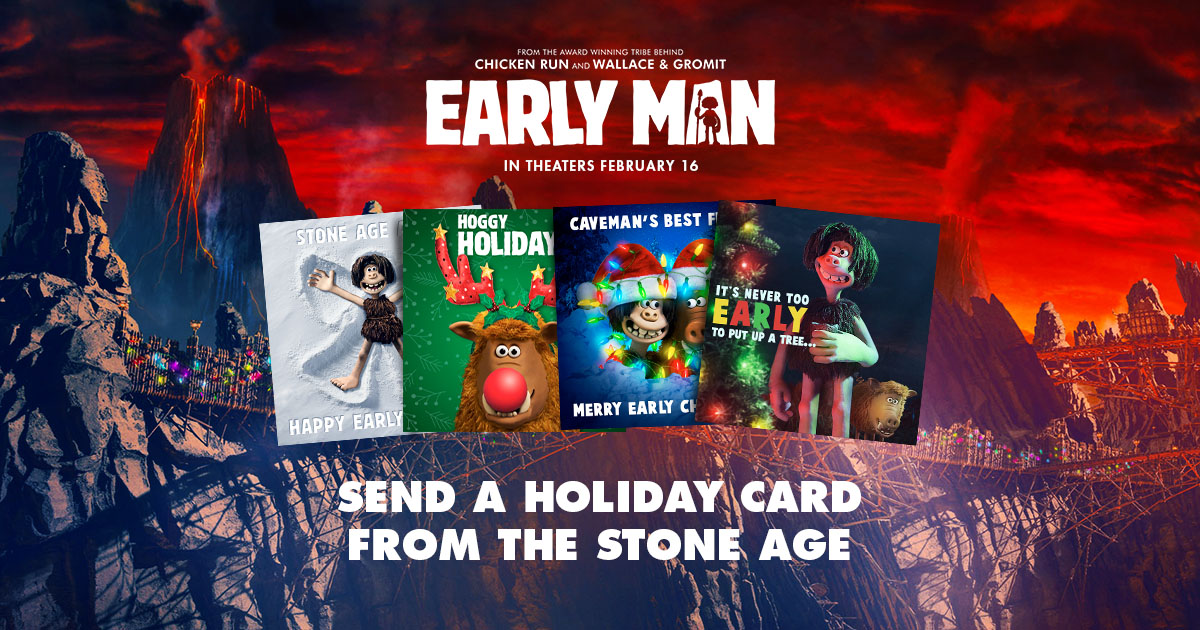 FROM THE AWARD WINNING TRIBE BEHIND
CHICKEN RUN AND WALLACE & GROMIT
EARLY MAN
IN THEATERS FEBRUARY 16
STONE AGE
HAPPY EARLY
HOGGY
HOLIDAY
CAVEMAN'S BEST F
MERRY EARLY CH
IT'S NEVER TOO
EARLY
TO PUT UP A TREE...
SEND A HOLIDAY CARD
FROM THE STONE AGE